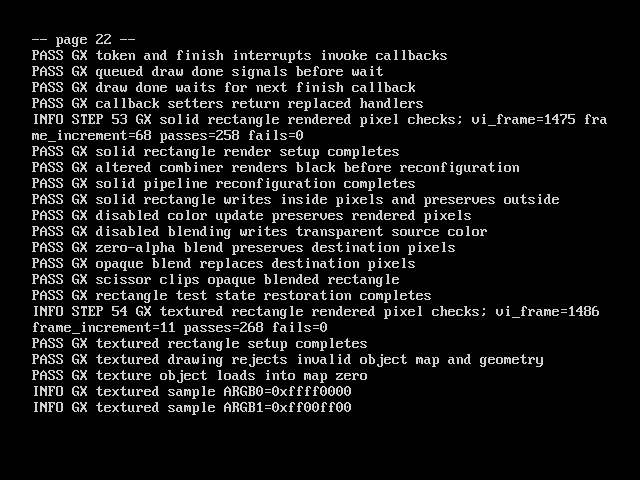 -- page 22 --
PASS GX token and finish interrupts invoke callbacks
PASS GX queued draw done signals before wait
PASS GX draw done waits for next finish callback
PASS GX callback setters return replaced handlers
INFO STEP 53 GX solid rectangle rendered pixel checks; vi_frame=1475 fra
me_increment=68 passes=258 fails=0
PASS GX solid rectangle render setup completes
PASS GX altered combiner renders black before reconfiguration
PASS GX solid pipeline reconfiguration completes
PASS GX solid rectangle writes inside pixels and preserves outside
PASS GX disabled color update preserves rendered pixels
PASS GX disabled blending writes transparent source color
PASS GX zero-alpha blend preserves destination pixels
PASS GX opaque blend replaces destination pixels
PASS GX scissor clips opaque blended rectangle
PASS GX rectangle test state restoration completes
INFO STEP 54 GX textured rectangle rendered pixel checks; vi_frame=1486
frame_increment=11 passes=268 fails=0
PASS GX textured rectangle setup completes
PASS GX textured drawing rejects invalid object map and geometry
PASS GX texture object loads into map zero
INFO GX textured sample ARGB0=0xffff0000
INFO GX textured sample ARGB1=0xff00ff00